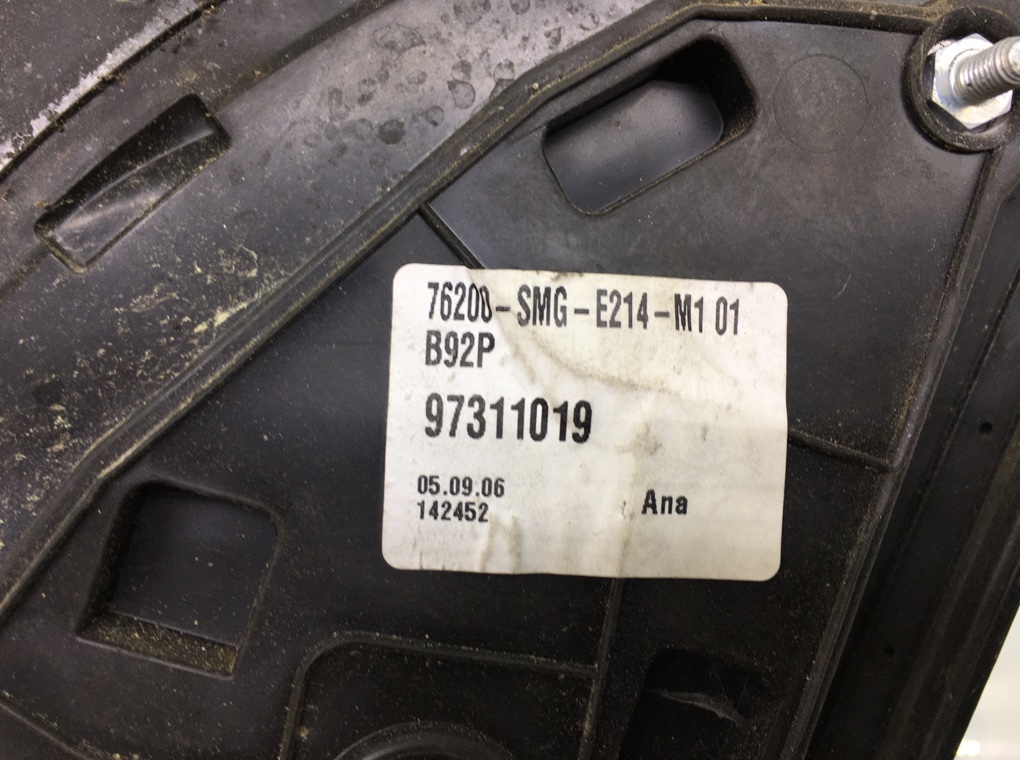 76200-SMG-E214-M1 01
B92P
97311019
05.09.06
142452 Ana